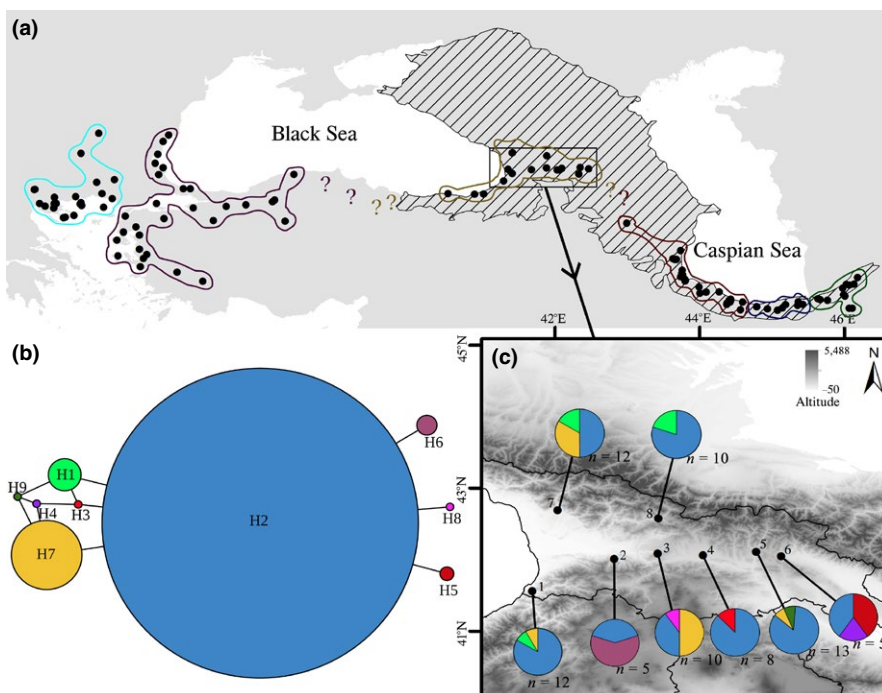 (a)
Black Sea
? ? ? ? ? ?
Caspian Sea
42°E 44°E 46°E
(b)
H1
H9
H4 H3
H7
H2
H6
H8
H5
(c)
45°N
43°N
41°N
5,488
-50
Altitude
N
n = 12
n = 10
7
8
1
2
3
4
5
6
n = 12
n = 5
n = 10
n = 8
n = 13
n = 5